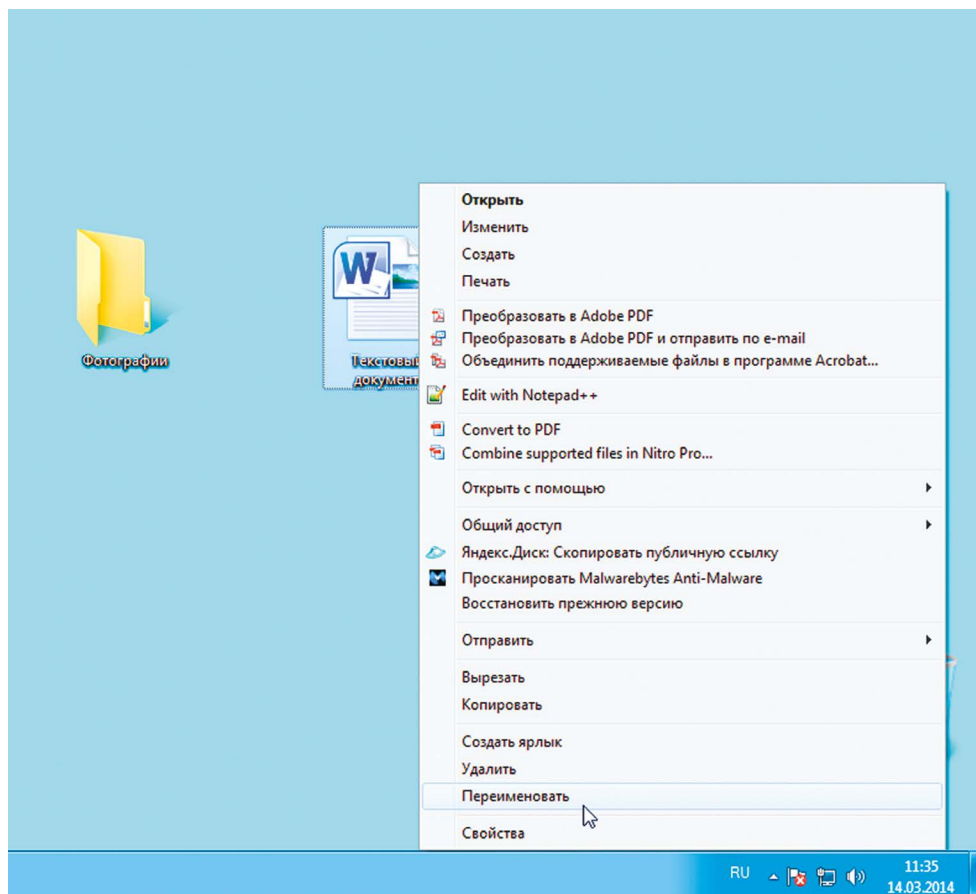 Фотографии
Текстовый
документ
Открыть
Изменить
Создать
Печать
Преобразовать в Adobe PDF
Преобразовать в Adobe PDF и отправить по e-mail
Объединить поддерживаемые файлы в программе Acrobat...
Edit with Notepad++
Convert to PDF
Combine supported files in Nitro Pro...
Открыть с помощью
Общий доступ
Яндекс.Диск: Скопировать публичную ссылку
Просканировать Malwarebytes Anti-Malware
Восстановить прежнюю версию
Отправить
Вырезать
Копировать
Создать ярлык
Удалить
Переименовать
Свойства
RU
11:35
14.03.2014